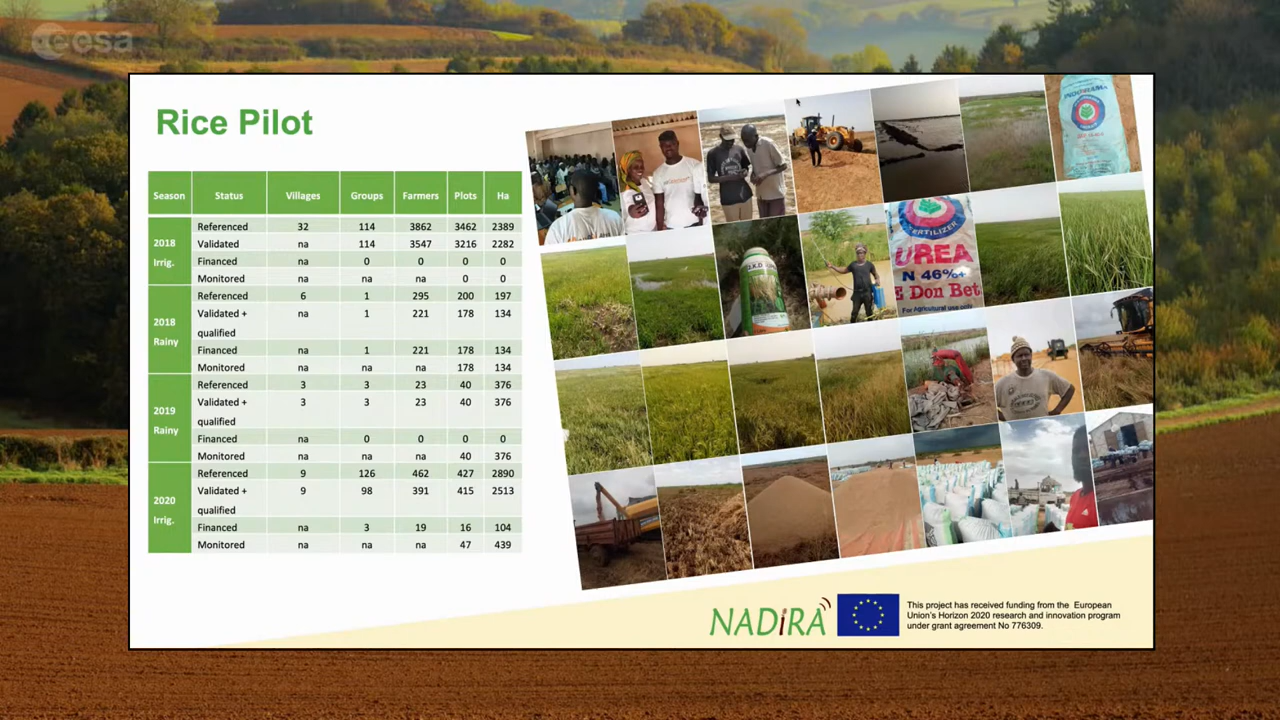 esa
Rice Pilot
Season Status Villages Groups Farmers Plots Ha
2018 Irrig.
Referenced 32 114 3862 3462 2389
Validated na 114 3547 3216 2282
Financed na 0 0 0 0
Monitored na na na 0 0
2018 Rainy
Referenced 6 1 295 200 197
Validated + qualified na 1 221 178 134
Financed na 1 221 178 134
Monitored na na na 178 134
2019 Rainy
Referenced 3 3 23 40 376
Validated + qualified 3 3 23 40 376
Financed na 0 0 0 0
Monitored na na na 40 376
2020 Irrig.
Referenced 9 126 462 427 2890
Validated + qualified 9 98 391 415 2513
Financed na 3 19 16 104
Monitored na na na 47 439
FERTILIZER
UREA
N 46%+
E Don Bet
For Agricultural use only
NADiRA
This project has received funding from the European
Union's Horizon 2020 research and innovation program
under grant agreement No 776309.